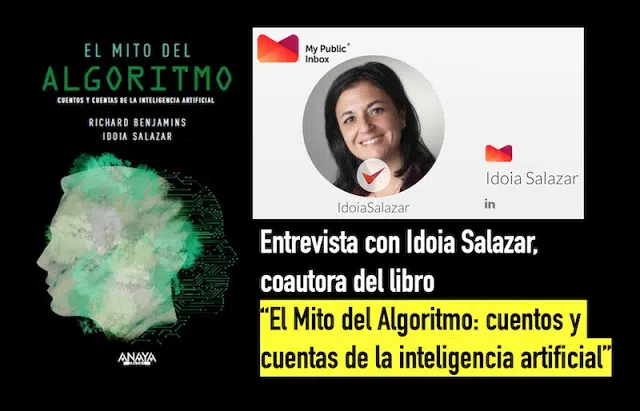 EL MITO DEL
ALGORITMO
CUENTOS Y CUENTAS DE LA INTELIGENCIA ARTIFICIAL
RICHARD BENJAMINS
IDOIA SALAZAR
ANAYA
My Public
Inbox
IdoiaSalazar
Idoia Salazar
in
Entrevista con Idoia Salazar,
coautora del libro
“El Mito del Algoritmo: cuentos y
cuentas de la inteligencia artificial”